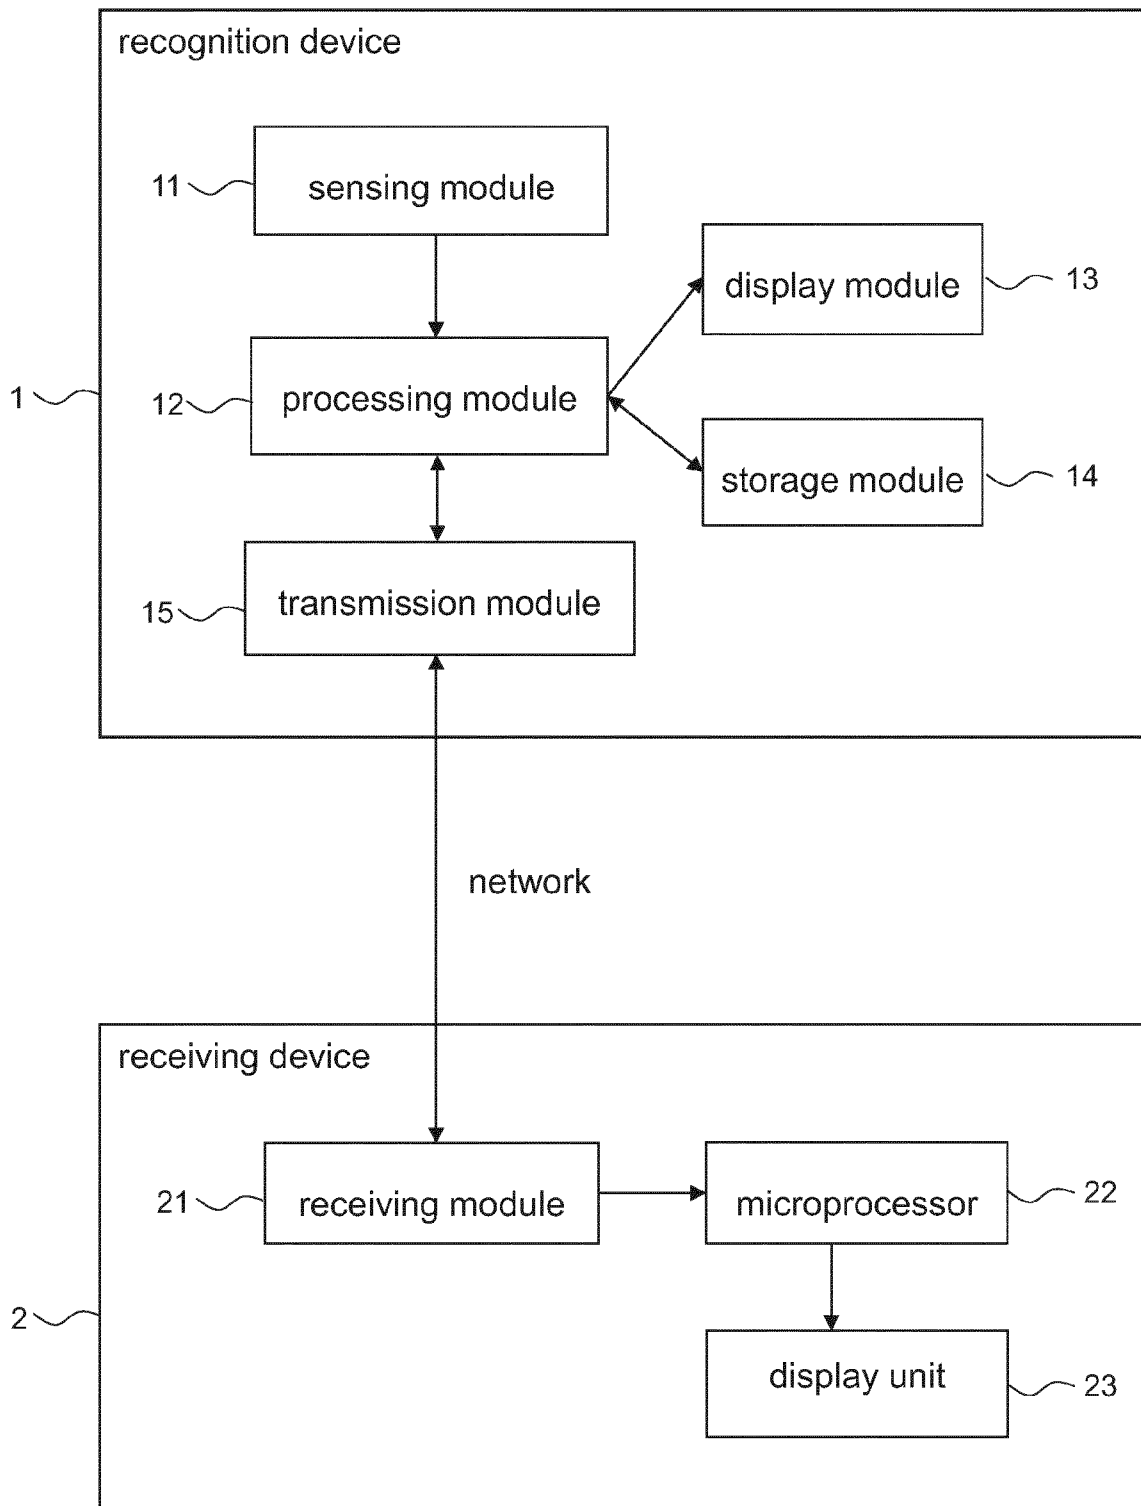 recognition device
11
sensing module
display module
13
1
12
processing module
storage module
14
15
transmission module
network
receiving device
21
receiving module
microprocessor
22
2
display unit
23